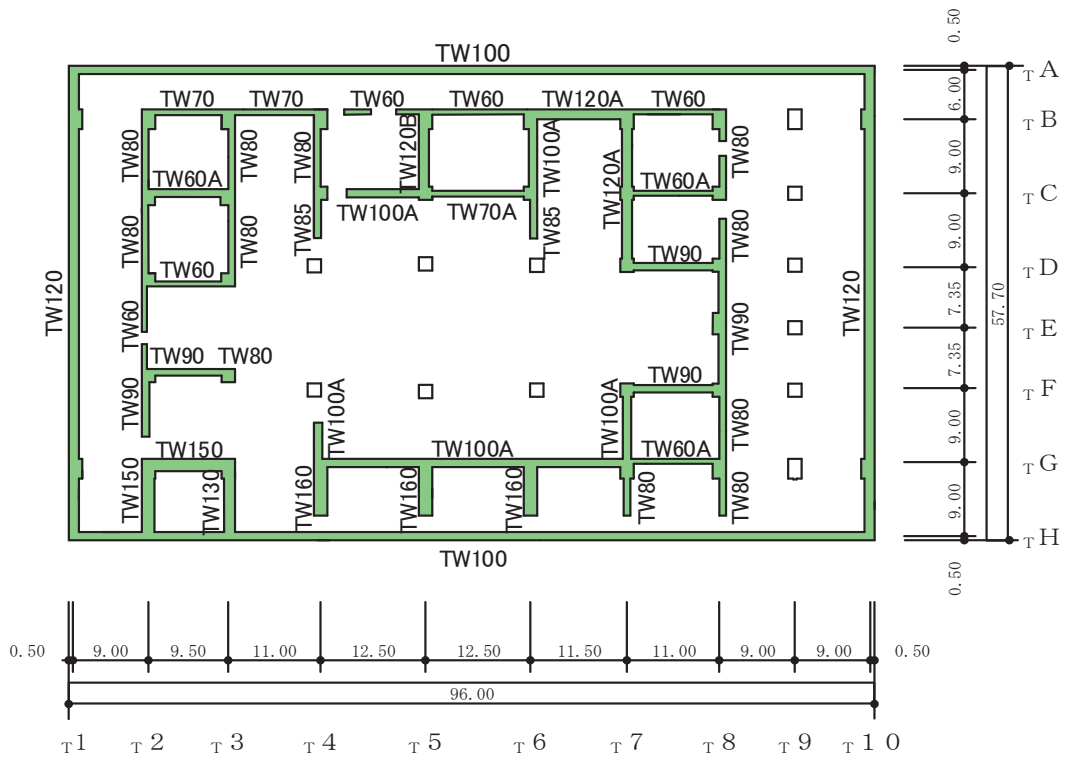 0.50
TW100
TA
6.00
TW70 TW70 TW60 TW60 TW120A TW60
TB
TW80 TW80 TW80 TW120B TW100A TW120A TW80
9.00
TW60A TW60A
TC
TW100A TW70A
TW80 TW80 TW85 TW85 TW80
9.00
TW90
TW60
TD
57.70
TW120 TW120
TW60 TW90
7.35
TE
TW90 TW80
7.35
TW90
TF
TW90 TW100A TW100A TW80
9.00
TW150 TW100A TW60A
TG
TW150 TW130 TW160 TW160 TW160 TW80 TW80
9.00
TH
TW100
0.50
0.50 9.00 9.50 11.00 12.50 12.50 11.50 11.00 9.00 9.00 0.50
96.00
T1 T2 T3 T4 T5 T6 T7 T8 T9 T10